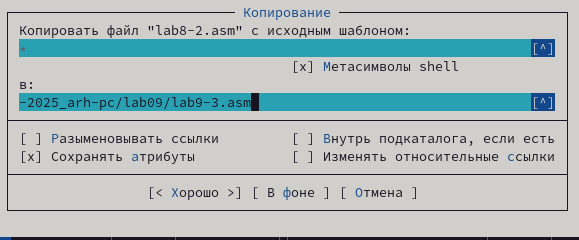 Копирование
Копировать файл "lab8-2.asm" с исходным шаблоном:
* [^]
[x] Метасимволы shell
в:
-2025_arh-pc/lab09/lab9-3.asm [^]
[ ] Разыменовывать ссылки [ ] Внутрь подкаталога, если есть
[x] Сохранять атрибуты [ ] Изменять относительные ссылки
[< Хорошо >] [ В фоне ] [ Отмена ]